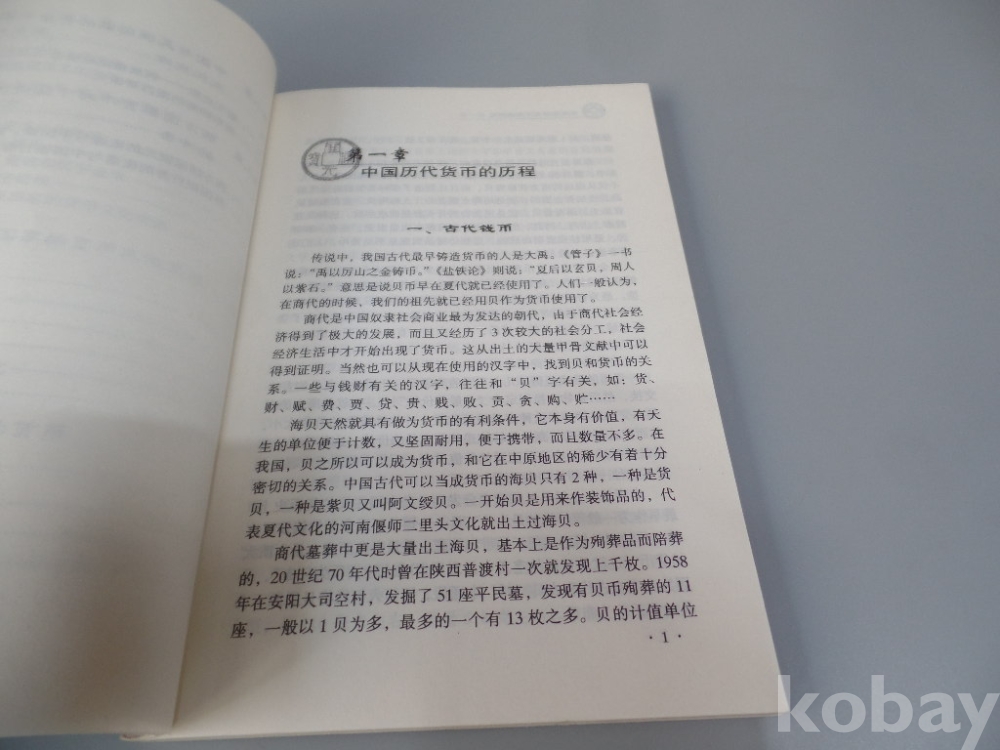 第一章
中国历代货币的历程
一、古代钱币
传说中，我国古代最早铸造货币的人是大禹。《管子》一书
说：“禹以历山之金铸币。”《盐铁论》则说：“夏后以玄贝，周人
以紫石。”意思是说贝币早在夏代就已经使用了。人们一般认为，
在商代的时候、我们的祖先就已经用贝作为货币使用了。
商代是中国奴隶社会商业最为发达的朝代，由于商代社会经
济得到了极大的发展，而且又经历了3次较大的社会分工，社会
经济生活中才开始出现了货币。这从出土的大量甲骨文献中可以
得到证明。当然也可以从现在使用的汉字中，找到贝和货币的关
系。一些与钱财有关的汉字，往往和“贝”字有关，如：货、
财、赋、费、贾、贷、贵、贱、败、贡、贪、购、贮……
海贝天然就具有做为货币的有利条件，它本身有价值，有天
生的单位便于计数，又坚固耐用，便于携带，而且数量不多。在
我国，贝之所以可以成为货币，和它在中原地区的稀少有着十分
密切的关系。中国古代可以当成货币的海贝只有2种，一种是货
贝，一种是紫贝又叫阿文绶贝。一开始贝是用来作装饰品的，代
表夏代文化的河南偃师二里头文化就出土过海贝。
商代墓葬中更是大量出土海贝，基本上是作为殉葬品而陪葬
的，20世纪70年代时曾在陕西普渡村一次就发现上千枚。1958
年在安阳大司空村，发掘了51座平民墓，发现有贝币殉葬的11
座，一般以1贝为多，最多的一个有13枚之多。贝的计值单位
·1·
kobay